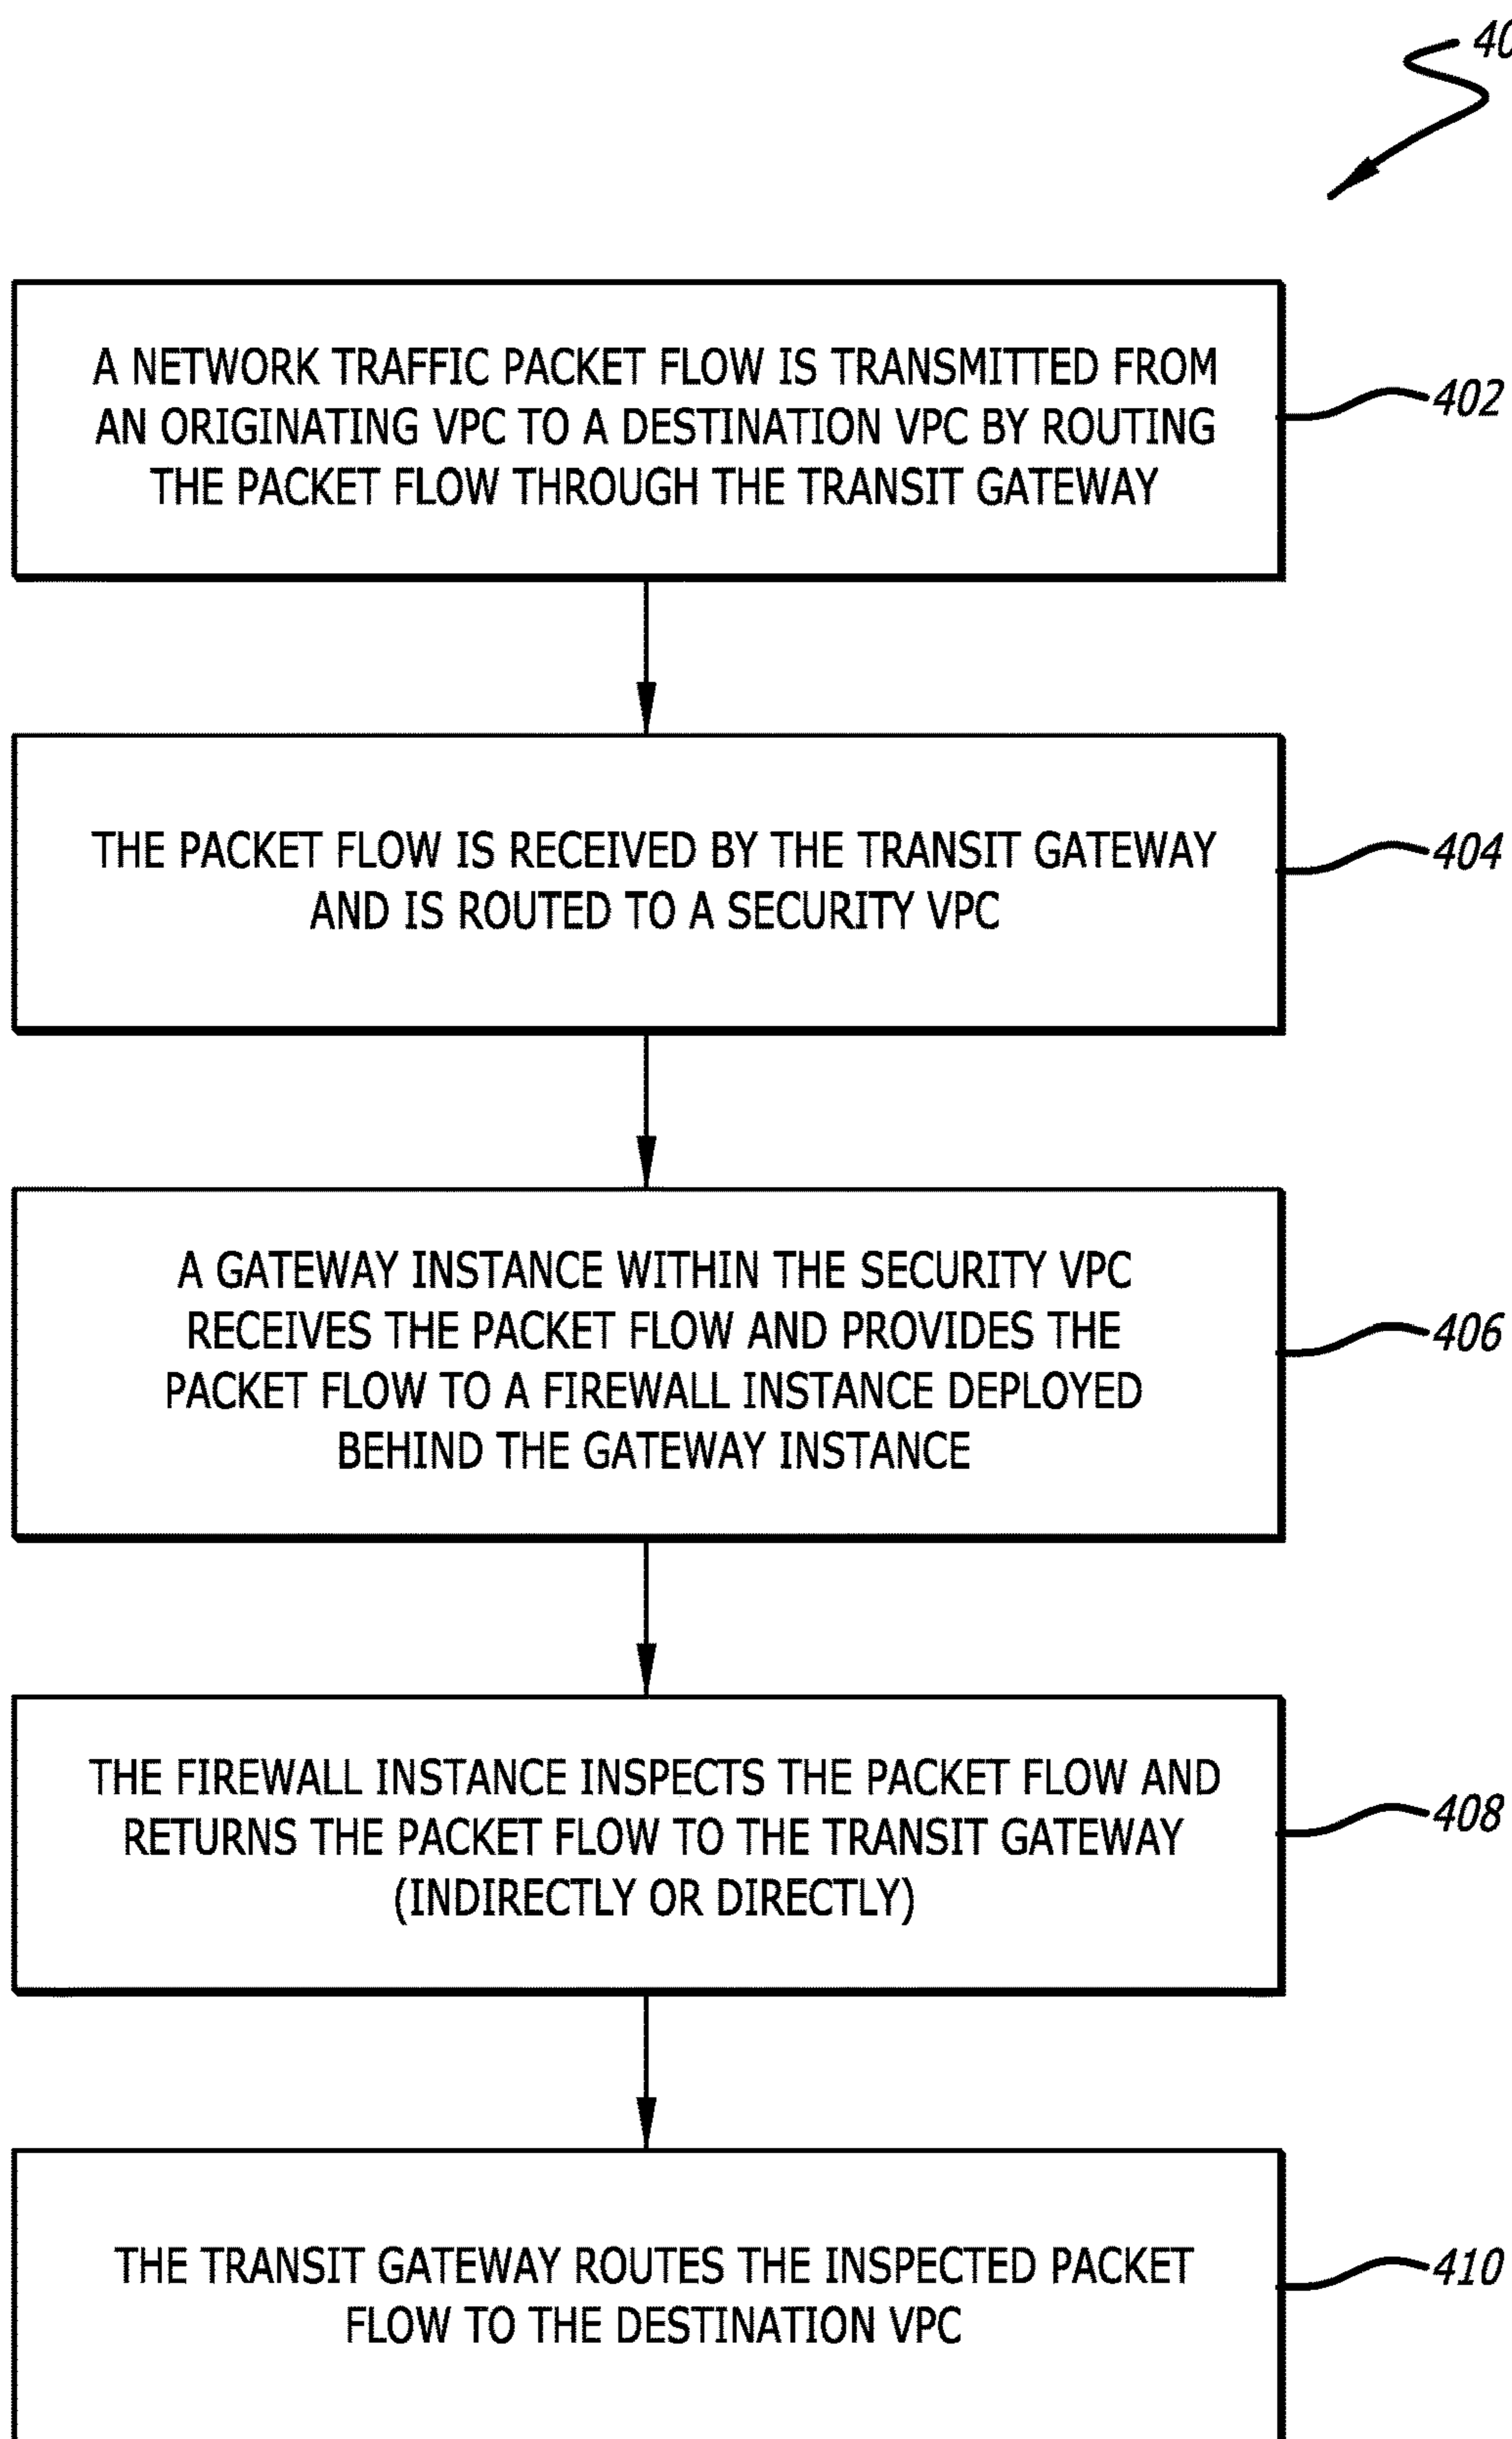 40
A NETWORK TRAFFIC PACKET FLOW IS TRANSMITTED FROM
AN ORIGINATING VPC TO A DESTINATION VPC BY ROUTING
THE PACKET FLOW THROUGH THE TRANSIT GATEWAY
402
THE PACKET FLOW IS RECEIVED BY THE TRANSIT GATEWAY
AND IS ROUTED TO A SECURITY VPC
404
A GATEWAY INSTANCE WITHIN THE SECURITY VPC
RECEIVES THE PACKET FLOW AND PROVIDES THE
PACKET FLOW TO A FIREWALL INSTANCE DEPLOYED
BEHIND THE GATEWAY INSTANCE
406
THE FIREWALL INSTANCE INSPECTS THE PACKET FLOW AND
RETURNS THE PACKET FLOW TO THE TRANSIT GATEWAY
(INDIRECTLY OR DIRECTLY)
408
THE TRANSIT GATEWAY ROUTES THE INSPECTED PACKET
FLOW TO THE DESTINATION VPC
410